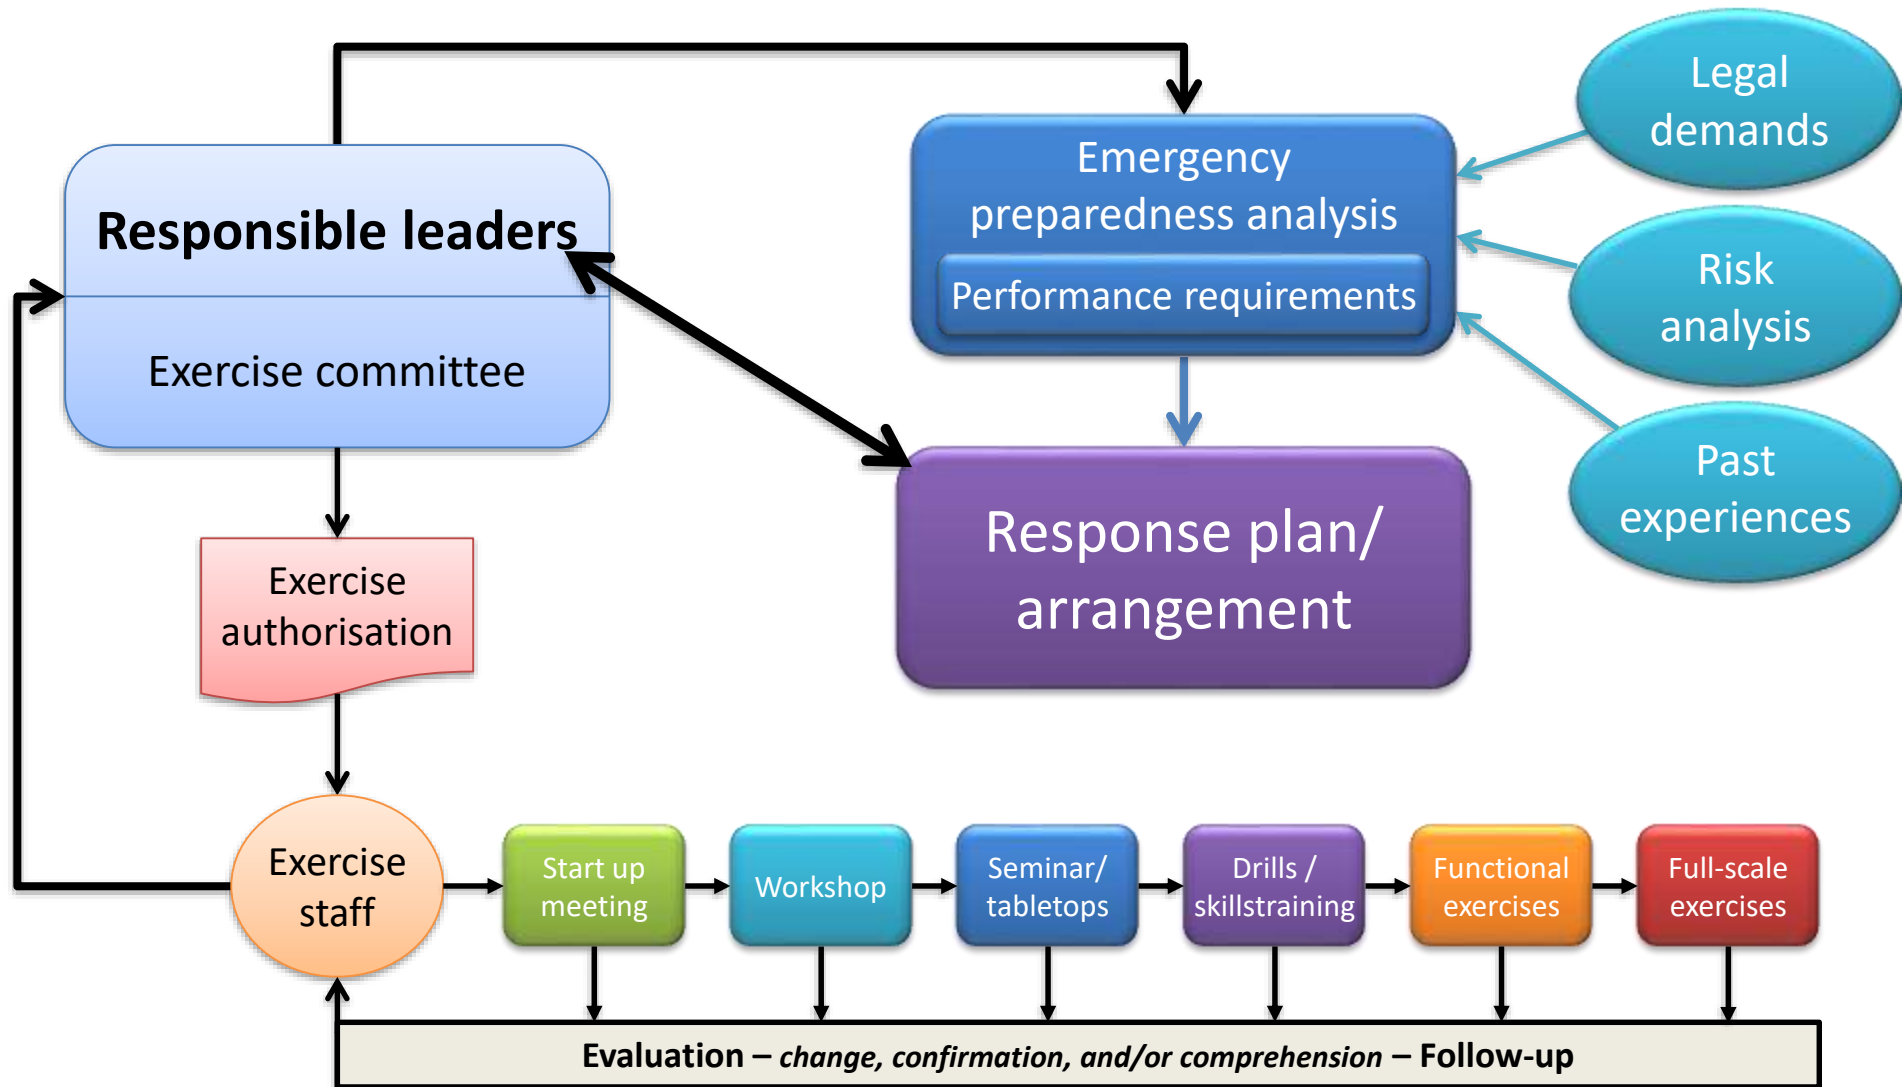 Responsible leaders
Exercise committee
Emergency
preparedness analysis
Performance requirements
Legal
demands
Risk
analysis
Past
experiences
Response plan/
arrangement
Exercise
authorisation
Exercise
staff
Start up
meeting
Workshop
Seminar/
tabletops
Drills /
skillstraining
Functional
exercises
Full-scale
exercises
Evaluation – change, confirmation, and/or comprehension – Follow-up